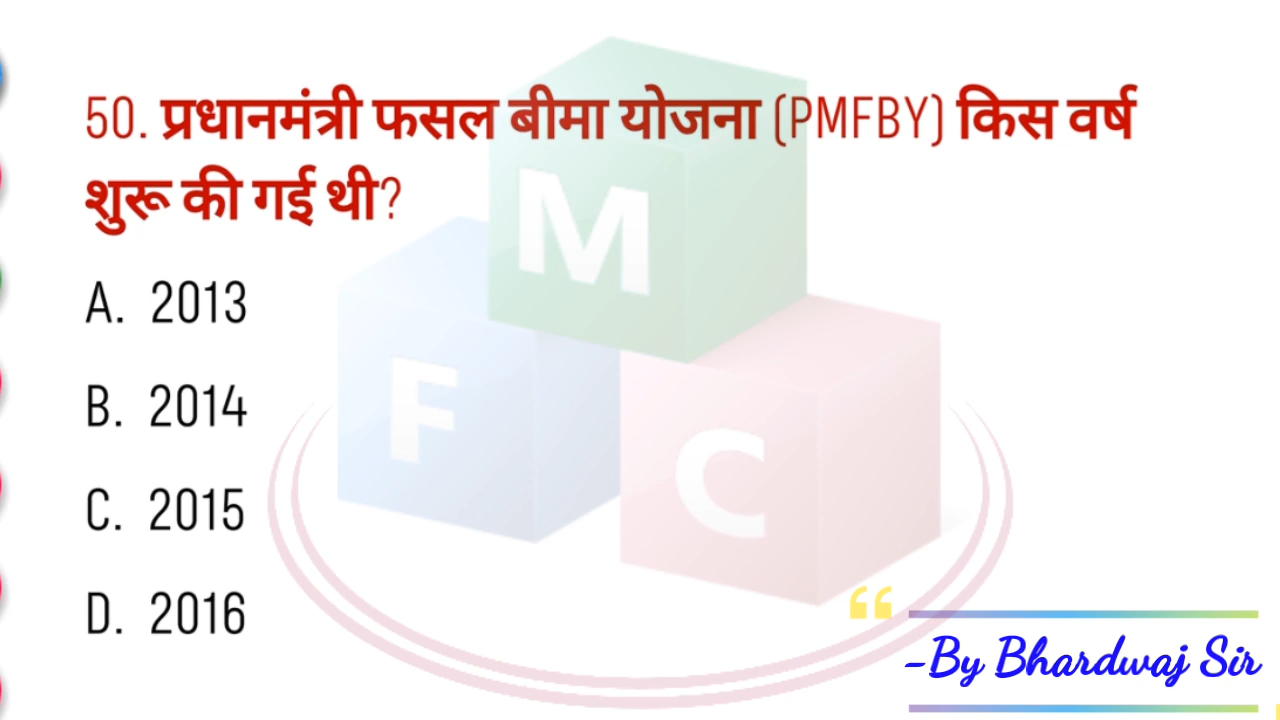 50. प्रधानमंत्री फसल बीमा योजना (PMFBY) किस वर्ष
शुरू की गई थी?
A. 2013
B. 2014
C. 2015
D. 2016
M
F
C
“
-By Bhardwaj Sir